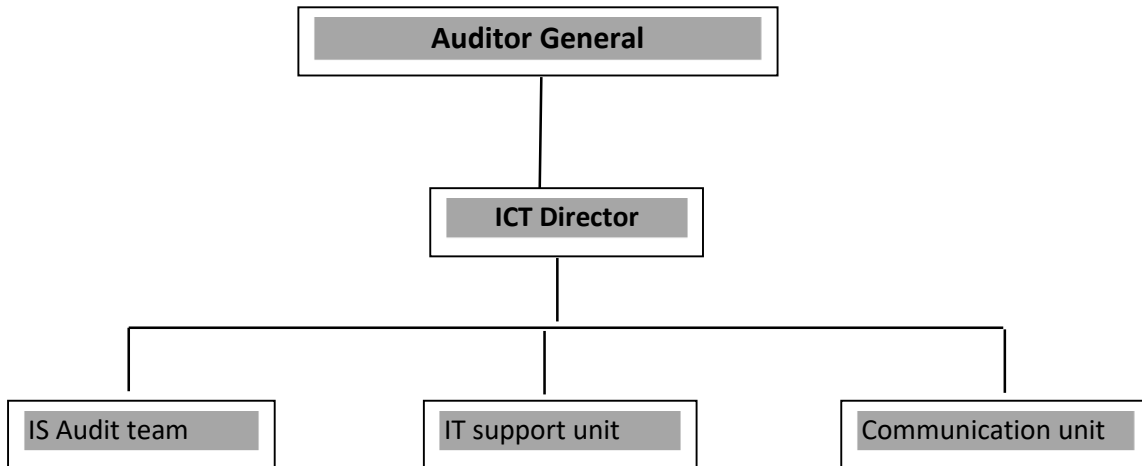 Auditor General
ICT Director
IS Audit team
IT support unit
Communication unit